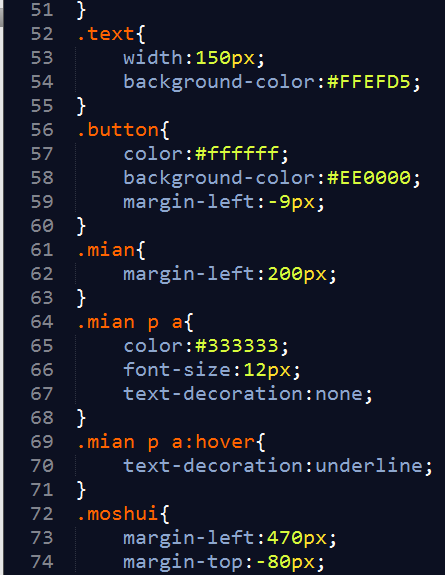 51 }
52 .text{
53 width:150px;
54 background-color:#FFEFD5;
55 }
56 .button{
57 color:#ffffff;
58 background-color:#EE0000;
59 margin-left:-9px;
60 }
61 .mian{
62 margin-left:200px;
63 }
64 .mian p a{
65 color:#333333;
66 font-size:12px;
67 text-decoration:none;
68 }
69 .mian p a:hover{
70 text-decoration:underline;
71 }
72 .moshui{
73 margin-left:470px;
74 margin-top:-80px;